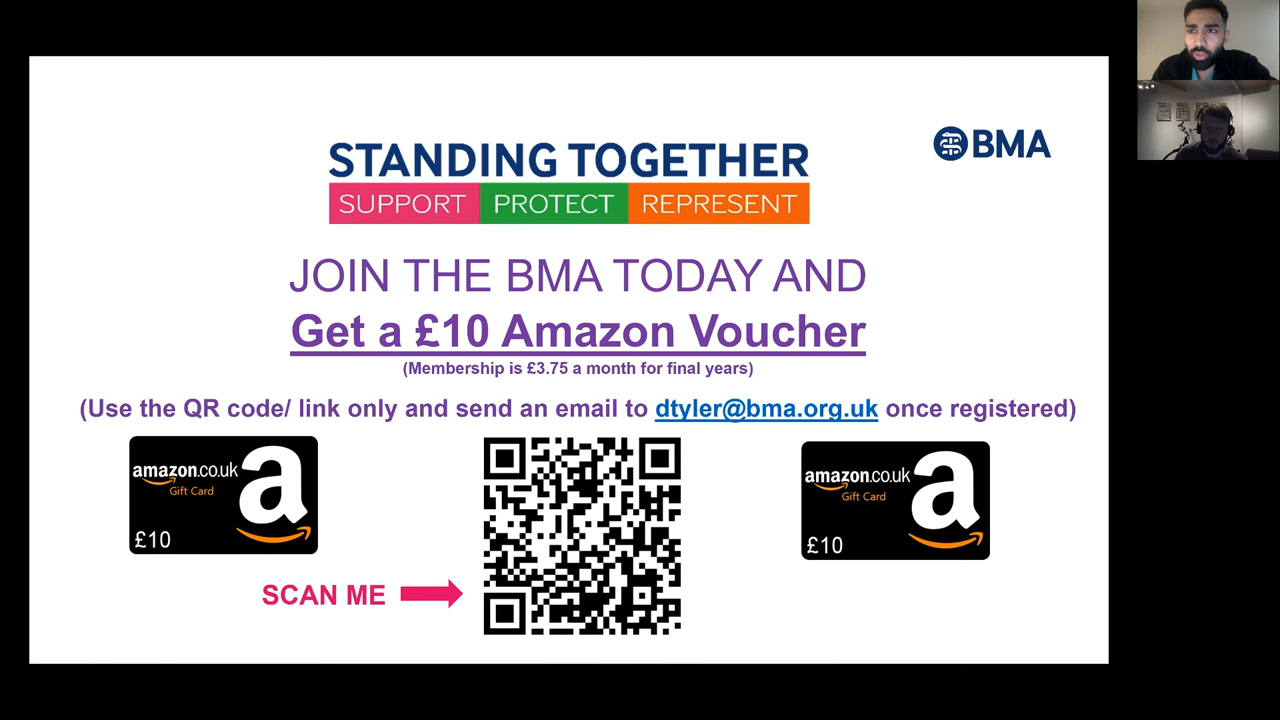 STANDING TOGETHER
BMA
SUPPORT PROTECT REPRESENT
JOIN THE BMA TODAY AND
Get a £10 Amazon Voucher
(Membership is £3.75 a month for final years)
(Use the QR code/ link only and send an email to dtyler@bma.org.uk once registered)
amazon.co.uk
Gift Card
a
£10
amazon.co.uk
Gift Card
a
£10
SCAN ME